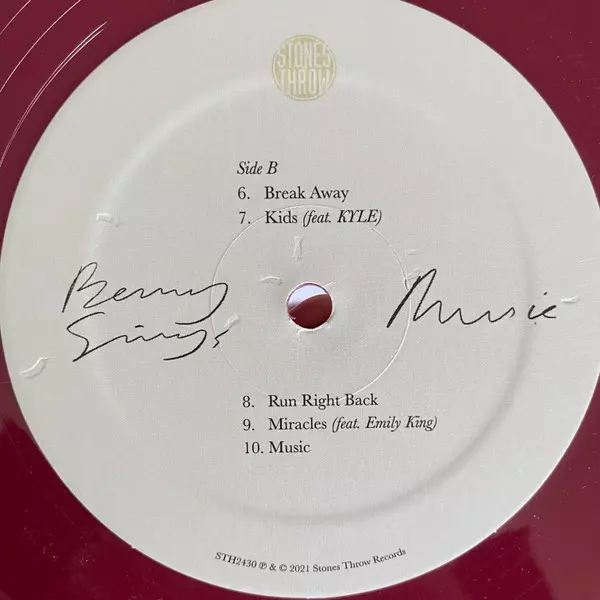 STONES
THROW
Side B
6. Break Away
7. Kids (feat. KYLE)
Benny
Sings
Music
8. Run Right Back
9. Miracles (feat. Emily King)
10. Music
STH2430 ℗ & © 2021 Stones Throw Records